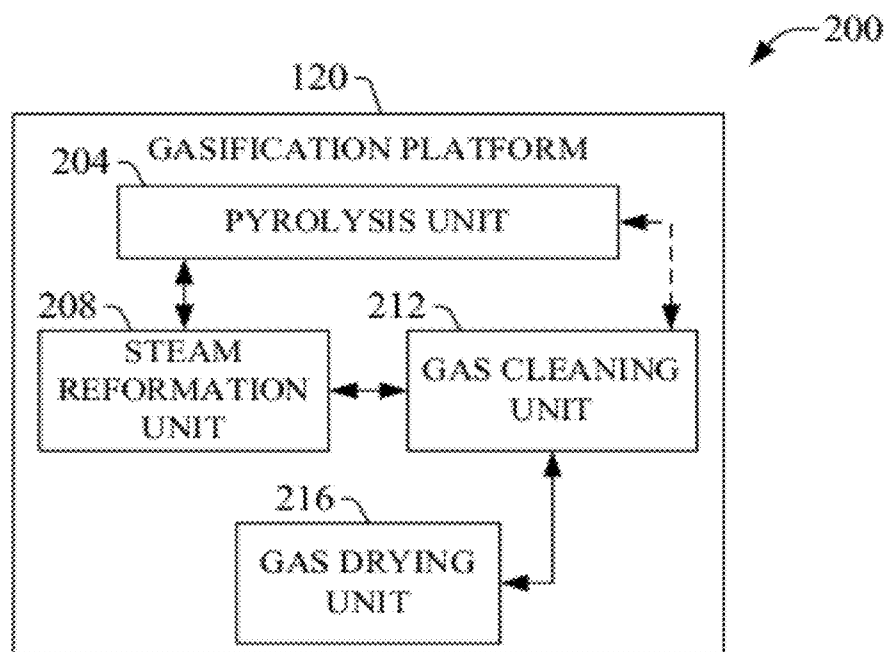 200
120
GASIFICATION PLATFORM
204
PYROLYSIS UNIT
208
STEAM
REFORMATION
UNIT
212
GAS CLEANING
UNIT
216
GAS DRYING
UNIT